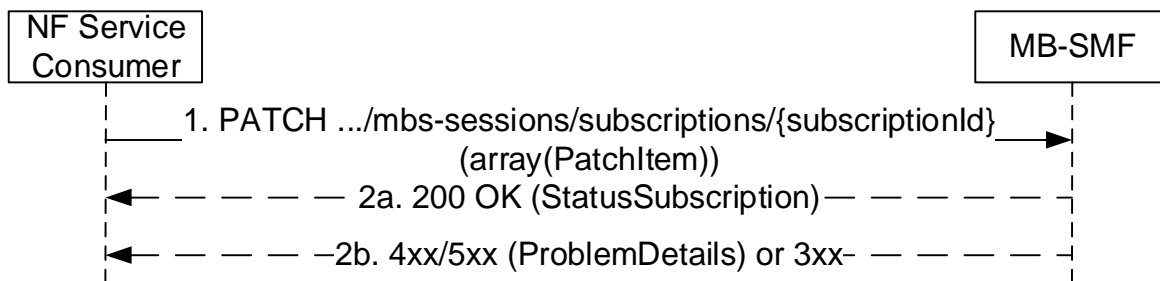 NF Service
Consumer
MB-SMF
1. PATCH .../mbs-sessions/subscriptions/{subscriptionId}
(array(PatchItem))
2a. 200 OK (StatusSubscription)
2b. 4xx/5xx (ProblemDetails) or 3xx